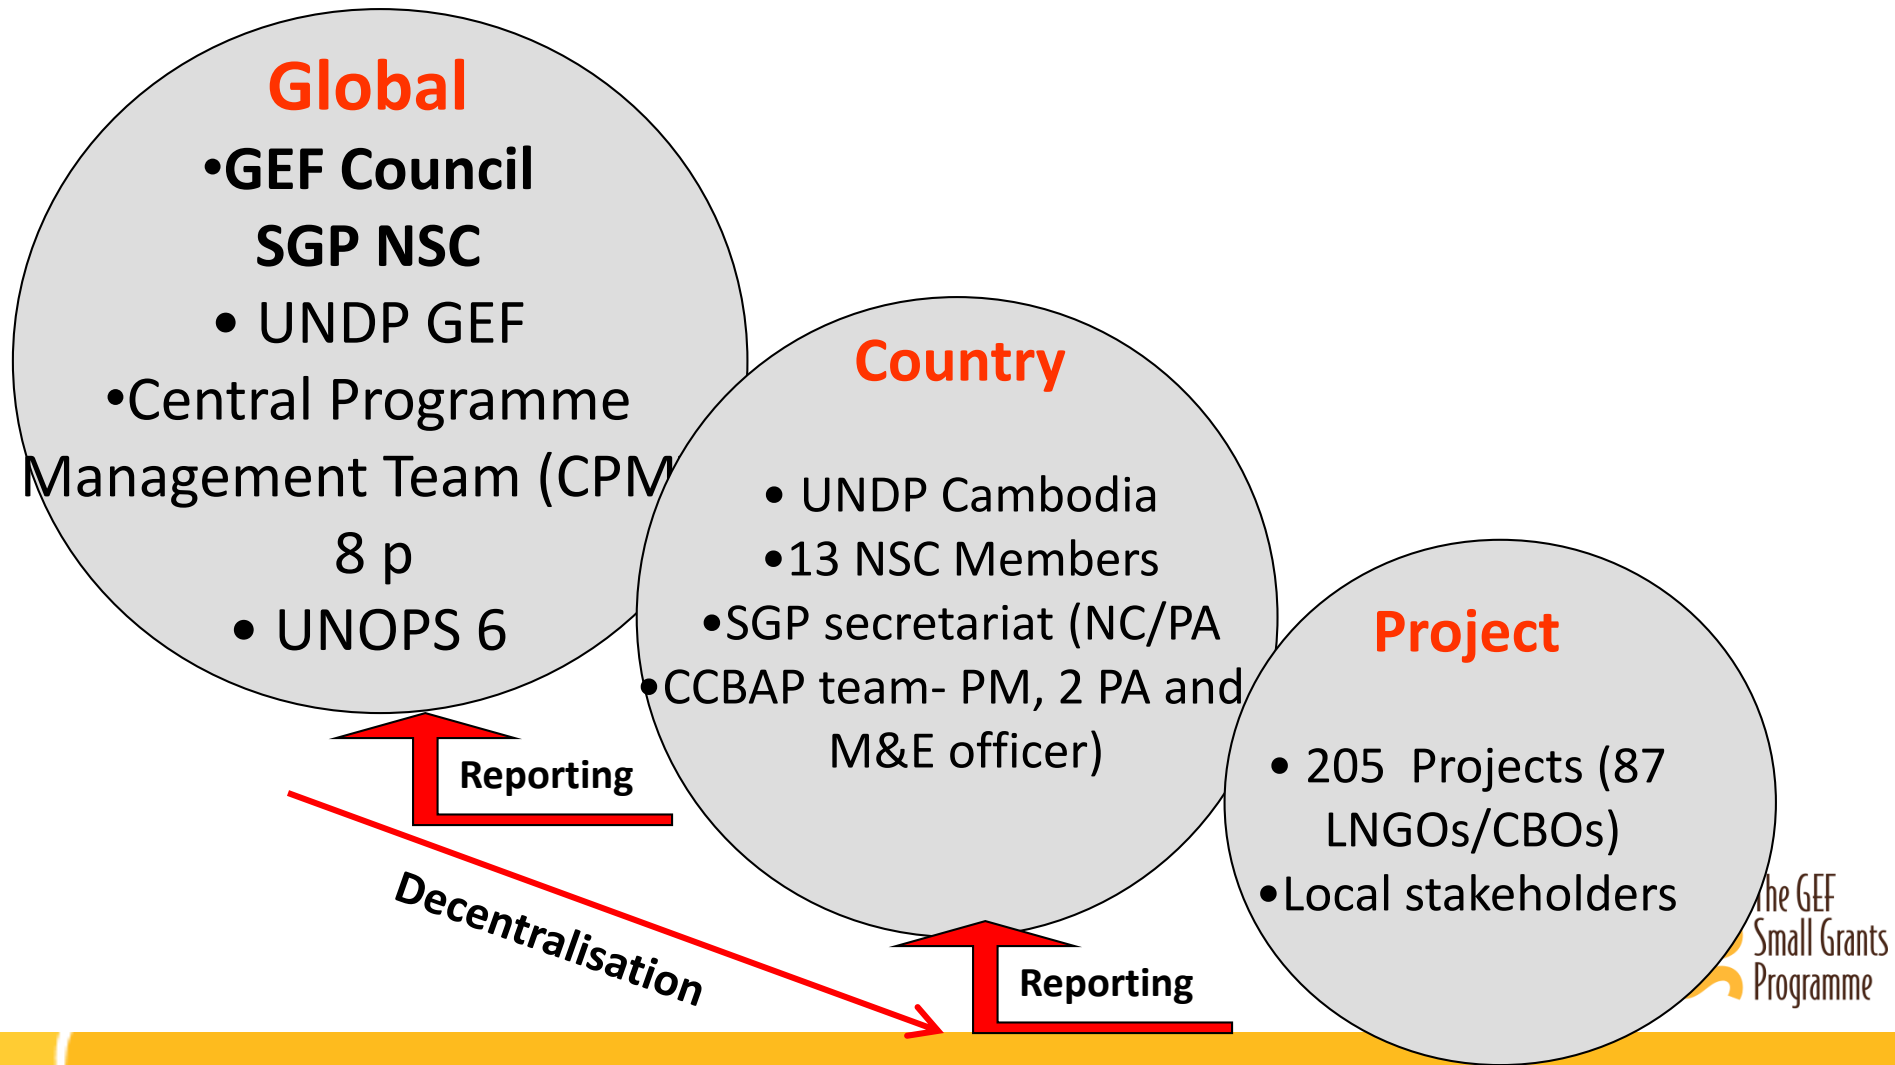 Global
•GEF Council
SGP NSC
• UNDP GEF
•Central Programme
Management Team (CPM
8 p
• UNOPS 6
Country
• UNDP Cambodia
•13 NSC Members
•SGP secretariat (NC/PA
•CCBAP team- PM, 2 PA and
M&E officer)
Project
• 205 Projects (87
LNGOs/CBOs)
•Local stakeholders
Reporting
Decentralisation
Reporting
The GEF
Small Grants
Programme